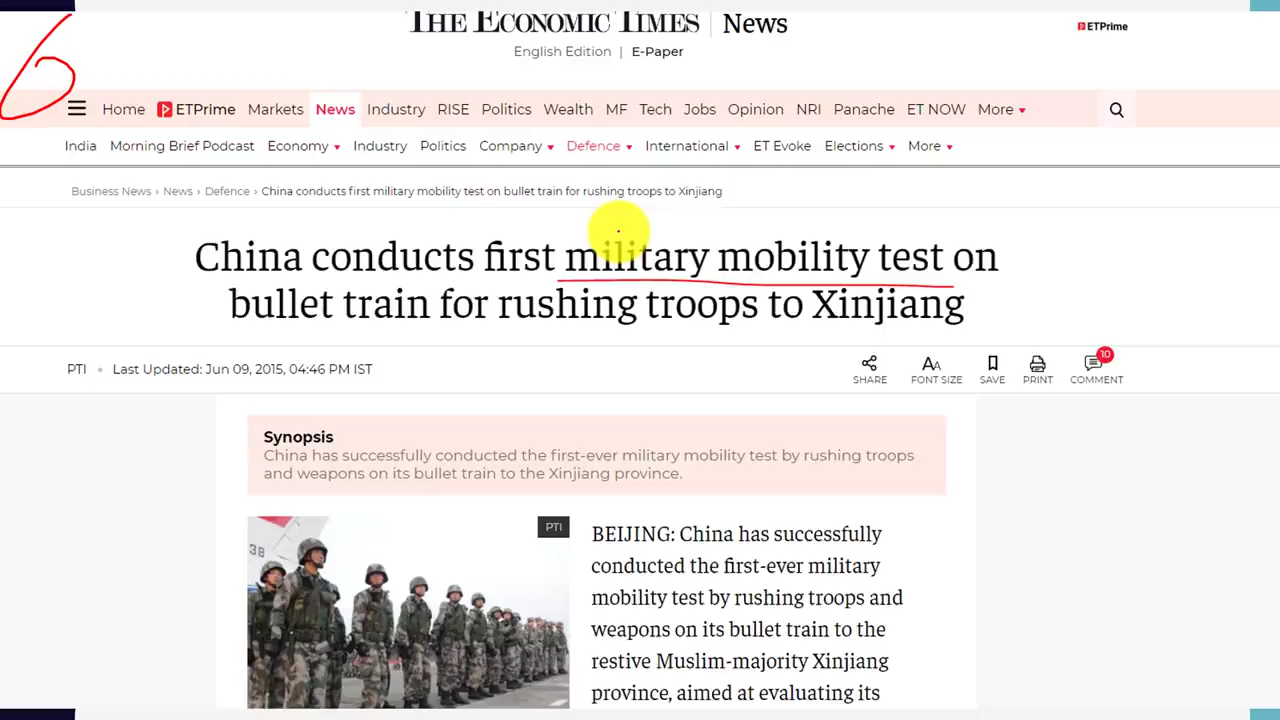 6
THE ECONOMIC TIMES | News
ETPrime
English Edition | E-Paper
Home ETPrime Markets News Industry RISE Politics Wealth MF Tech Jobs Opinion NRI Panache ET NOW More
India Morning Brief Podcast Economy Industry Politics Company Defence International ET Evoke Elections More
Business News › News › Defence › China conducts first military mobility test on bullet train for rushing troops to Xinjiang
China conducts first military mobility test on
bullet train for rushing troops to Xinjiang
PTI • Last Updated: Jun 09, 2015, 04:46 PM IST
10
SHARE FONT SIZE SAVE PRINT COMMENT
Synopsis
China has successfully conducted the first-ever military mobility test by rushing troops
and weapons on its bullet train to the Xinjiang province.
38
PTI
BEIJING: China has successfully
conducted the first-ever military
mobility test by rushing troops and
weapons on its bullet train to the
restive Muslim-majority Xinjiang
province, aimed at evaluating its